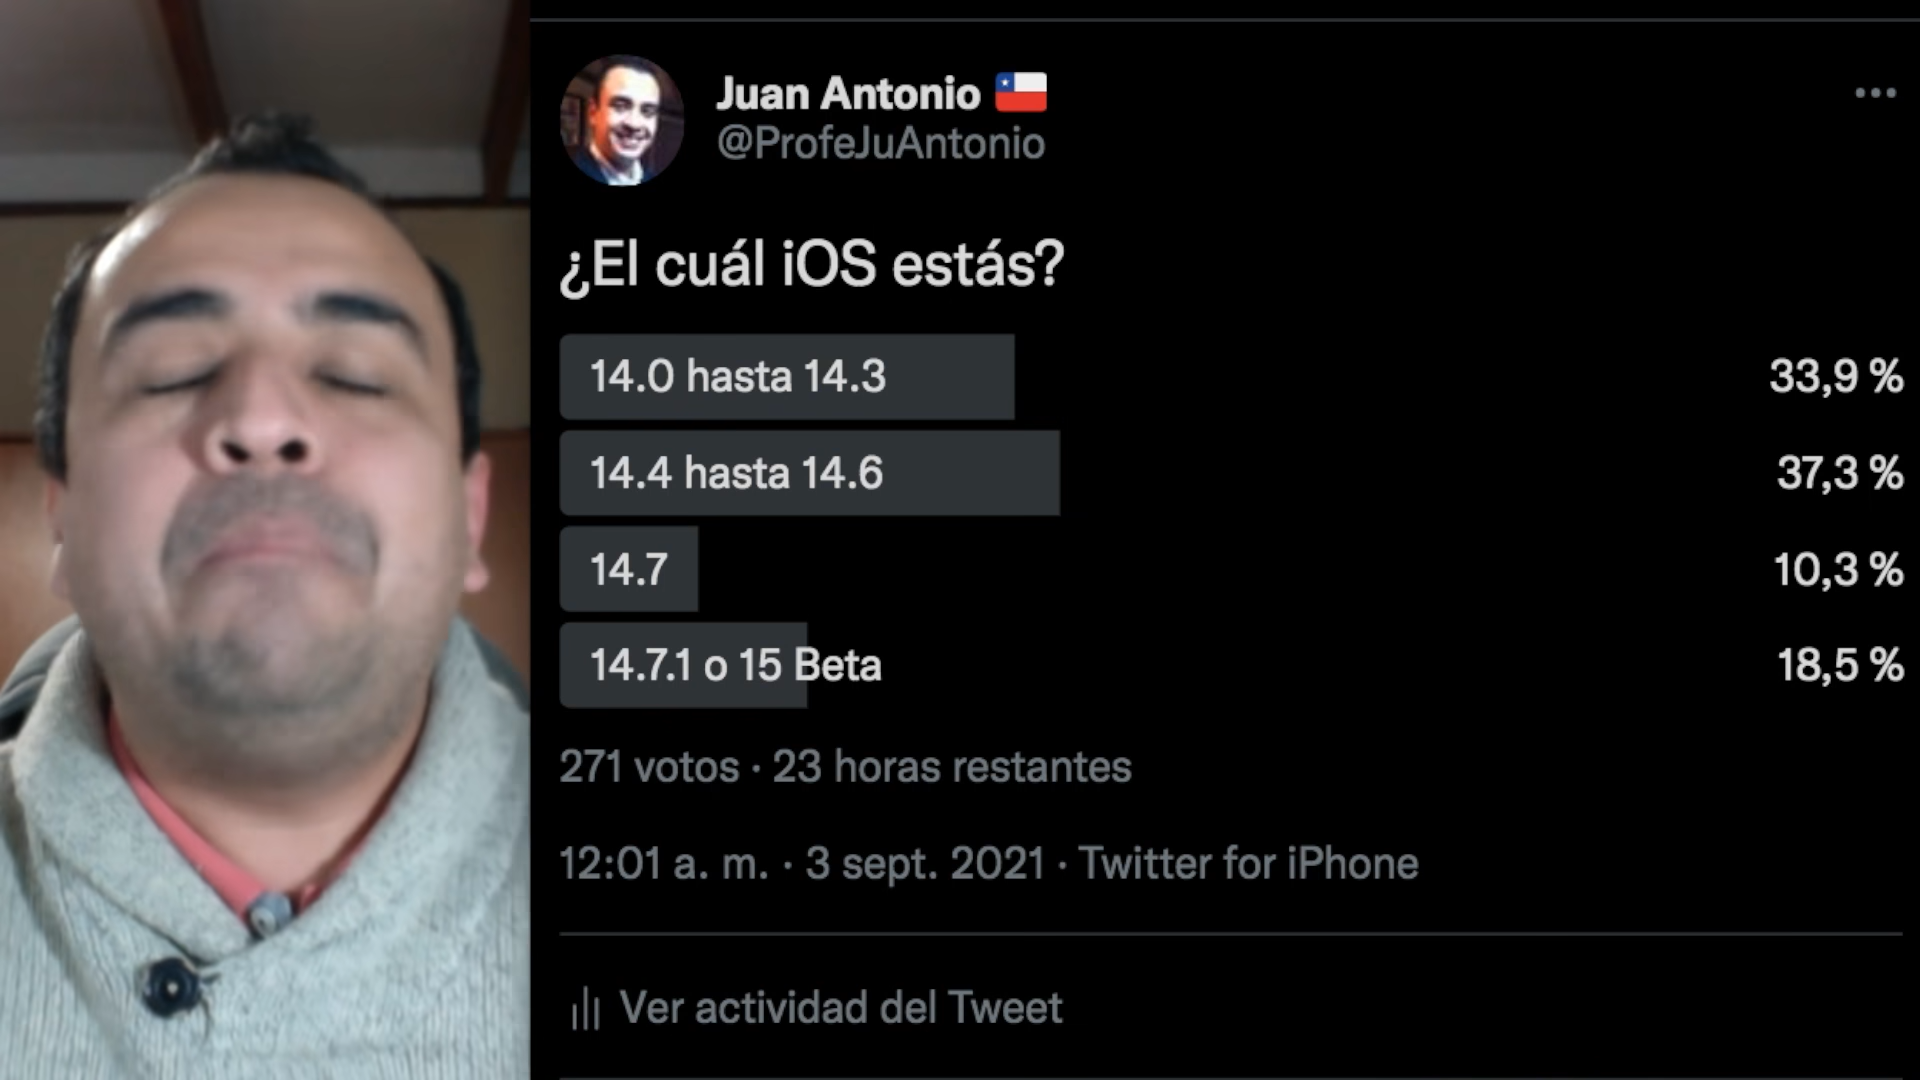 Juan Antonio 🇨🇱
@ProfeJuAntonio
¿El cuál iOS estás?
14.0 hasta 14.3 33,9 %
14.4 hasta 14.6 37,3 %
14.7 10,3 %
14.7.1 o 15 Beta 18,5 %
271 votos · 23 horas restantes
12:01 a. m. · 3 sept. 2021 · Twitter for iPhone
Ver actividad del Tweet